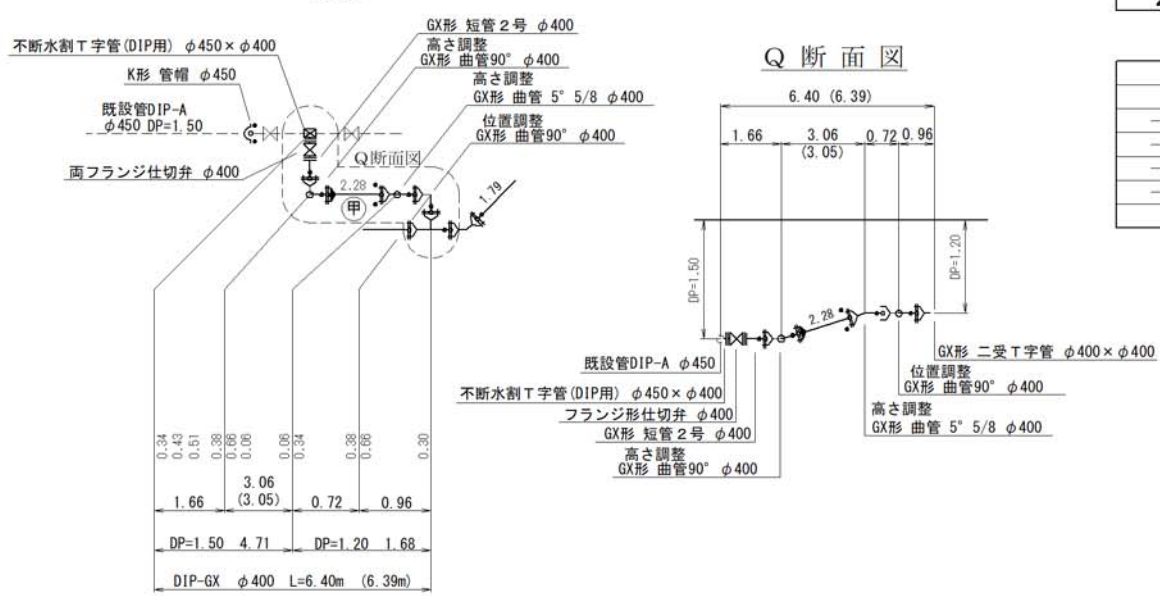 GX形 短管2号 φ400
不断水割T字管(DIP用) φ450×φ400
高さ調整
GX形 曲管90° φ400
K形 管帽 φ450
高さ調整
GX形 曲管 5° 5/8 φ400
既設管DIP-A
φ450 DP=1.50
位置調整
GX形 曲管90° φ400
Q断面図
両フランジ仕切弁 φ400
2.28
甲
1.79
0.34
0.43
0.51
0.38
0.66
0.06
0.06
0.34
0.38
0.66
0.30
1.66
3.06
(3.05)
0.72
0.96
DP=1.50 4.71
DP=1.20 1.68
DIP-GX φ400 L=6.40m (6.39m)
Q 断 面 図
6.40 (6.39)
1.66
3.06
(3.05)
0.72
0.96
DP=1.50
DP=1.20
2.28
既設管DIP-A φ450
GX形 二受T字管 φ400×φ400
不断水割T字管(DIP用) φ450×φ400
位置調整
GX形 曲管90° φ400
フランジ形仕切弁 φ400
高さ調整
GX形 曲管 5° 5/8 φ400
GX形 短管2号 φ400
高さ調整
GX形 曲管90° φ400